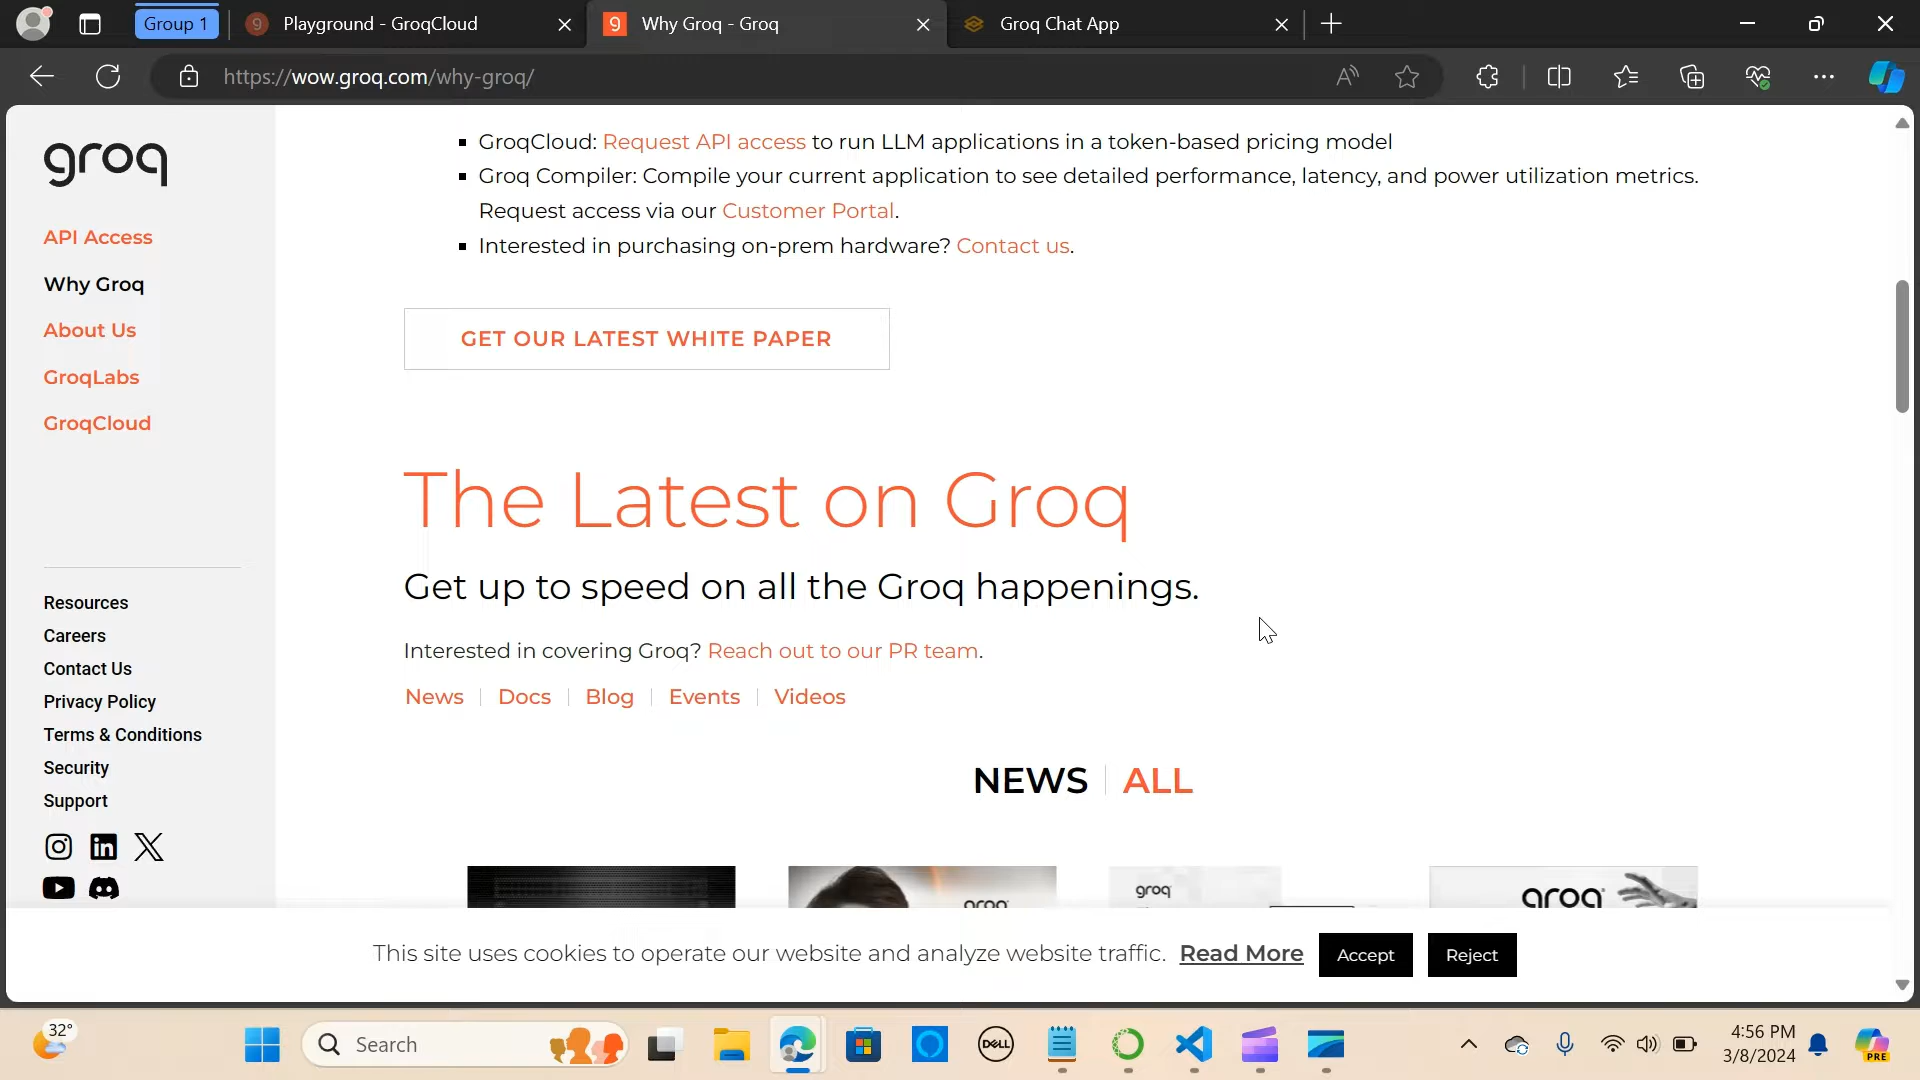 Group 1
Playground - GroqCloud
Why Groq - Groq
Groq Chat App
https://wow.groq.com/why-groq/
groq
API Access
Why Groq
About Us
GroqLabs
GroqCloud
Resources
Careers
Contact Us
Privacy Policy
Terms & Conditions
Security
Support
GroqCloud: Request API access to run LLM applications in a token-based pricing model
Groq Compiler: Compile your current application to see detailed performance, latency, and power utilization metrics.
Request access via our Customer Portal.
Interested in purchasing on-prem hardware? Contact us.
GET OUR LATEST WHITE PAPER
The Latest on Groq
Get up to speed on all the Groq happenings.
Interested in covering Groq? Reach out to our PR team.
News | Docs | Blog | Events | Videos
NEWS | ALL
groq
groq
groq
This site uses cookies to operate our website and analyze website traffic. Read More Accept Reject
32°
Search
DELL
4:56 PM
3/8/2024
PRE